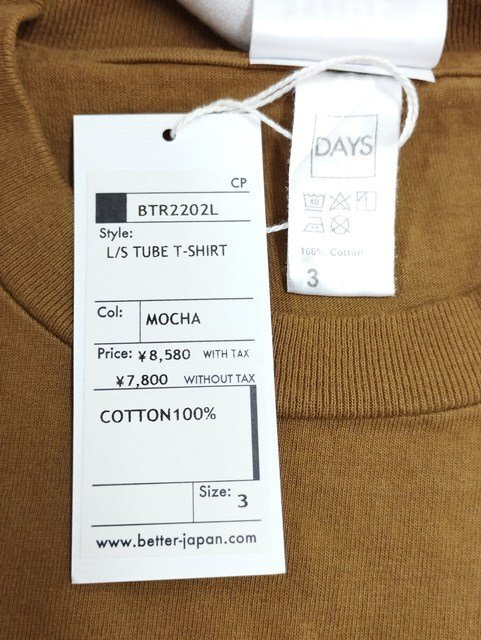 CP
BTR2202L
Style:
L/S TUBE T-SHIRT
Col: MOCHA
Price: ¥8,580 WITH TAX
¥7,800 WITHOUT TAX
COTTON100%
Size: 3
www.better-japan.com
DAYS
40
100% Cotton
3